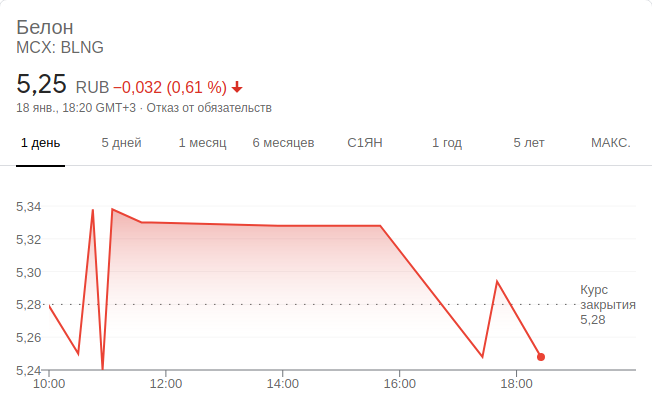 Белон
MCX: BLNG
5,25 RUB −0,032 (0,61 %)
18 янв., 18:20 GMT+3 · Отказ от обязательств
1 день 5 дней 1 месяц 6 месяцев С1ЯН 1 год 5 лет МАКС.
5,34
5,32
5,30
5,28
5,26
5,24
Курс
закрытия
5,28
10:00 12:00 14:00 16:00 18:00